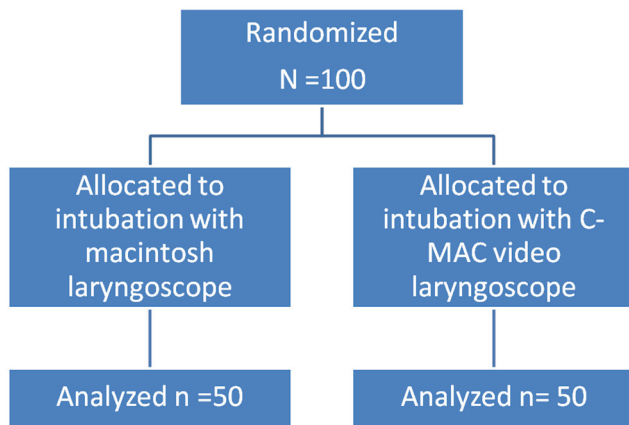 Randomized
N =100
Allocated to
intubation with
macintosh
laryngoscope
Allocated to
intubation with C-
MAC video
laryngoscope
Analyzed n =50
Analyzed n= 50